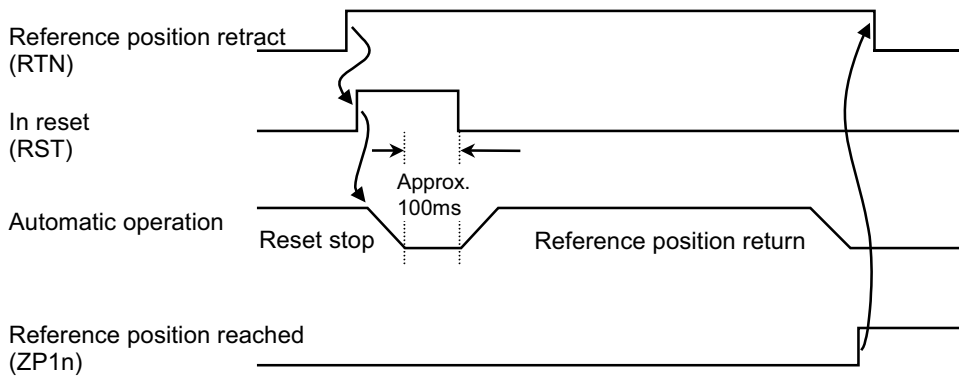 Reference position retract
(RTN)
In reset
(RST)
Approx.
100ms
Automatic operation
Reset stop
Reference position return
Reference position reached
(ZP1n)